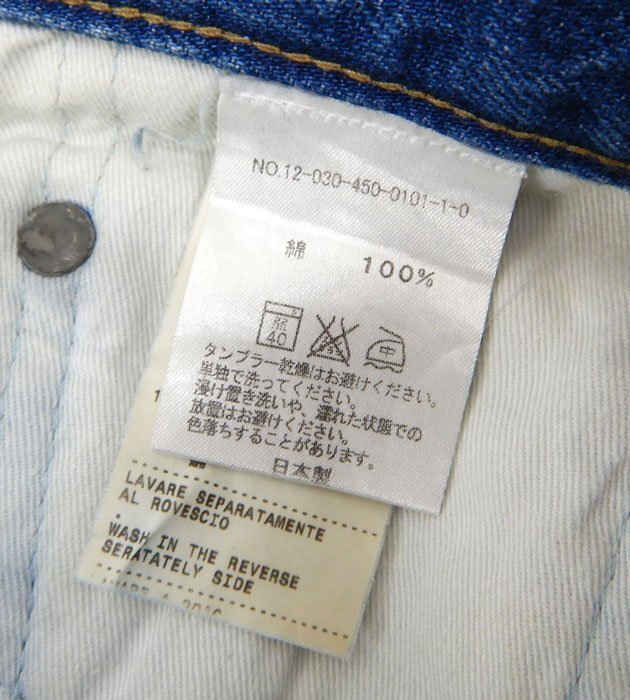 NO.12-030-450-0101-1-0
綿 100%
弱 40 中
タンブラー乾燥はお避けください。
単独で洗ってください。
浸け置き洗いや、濡れた状態での
放置はお避けください。
色落ちすることがあります。
日本製
LAVARE SEPARATAMENTE
AL ROVESCIO
WASH IN THE REVERSE
SERATATELY SIDE